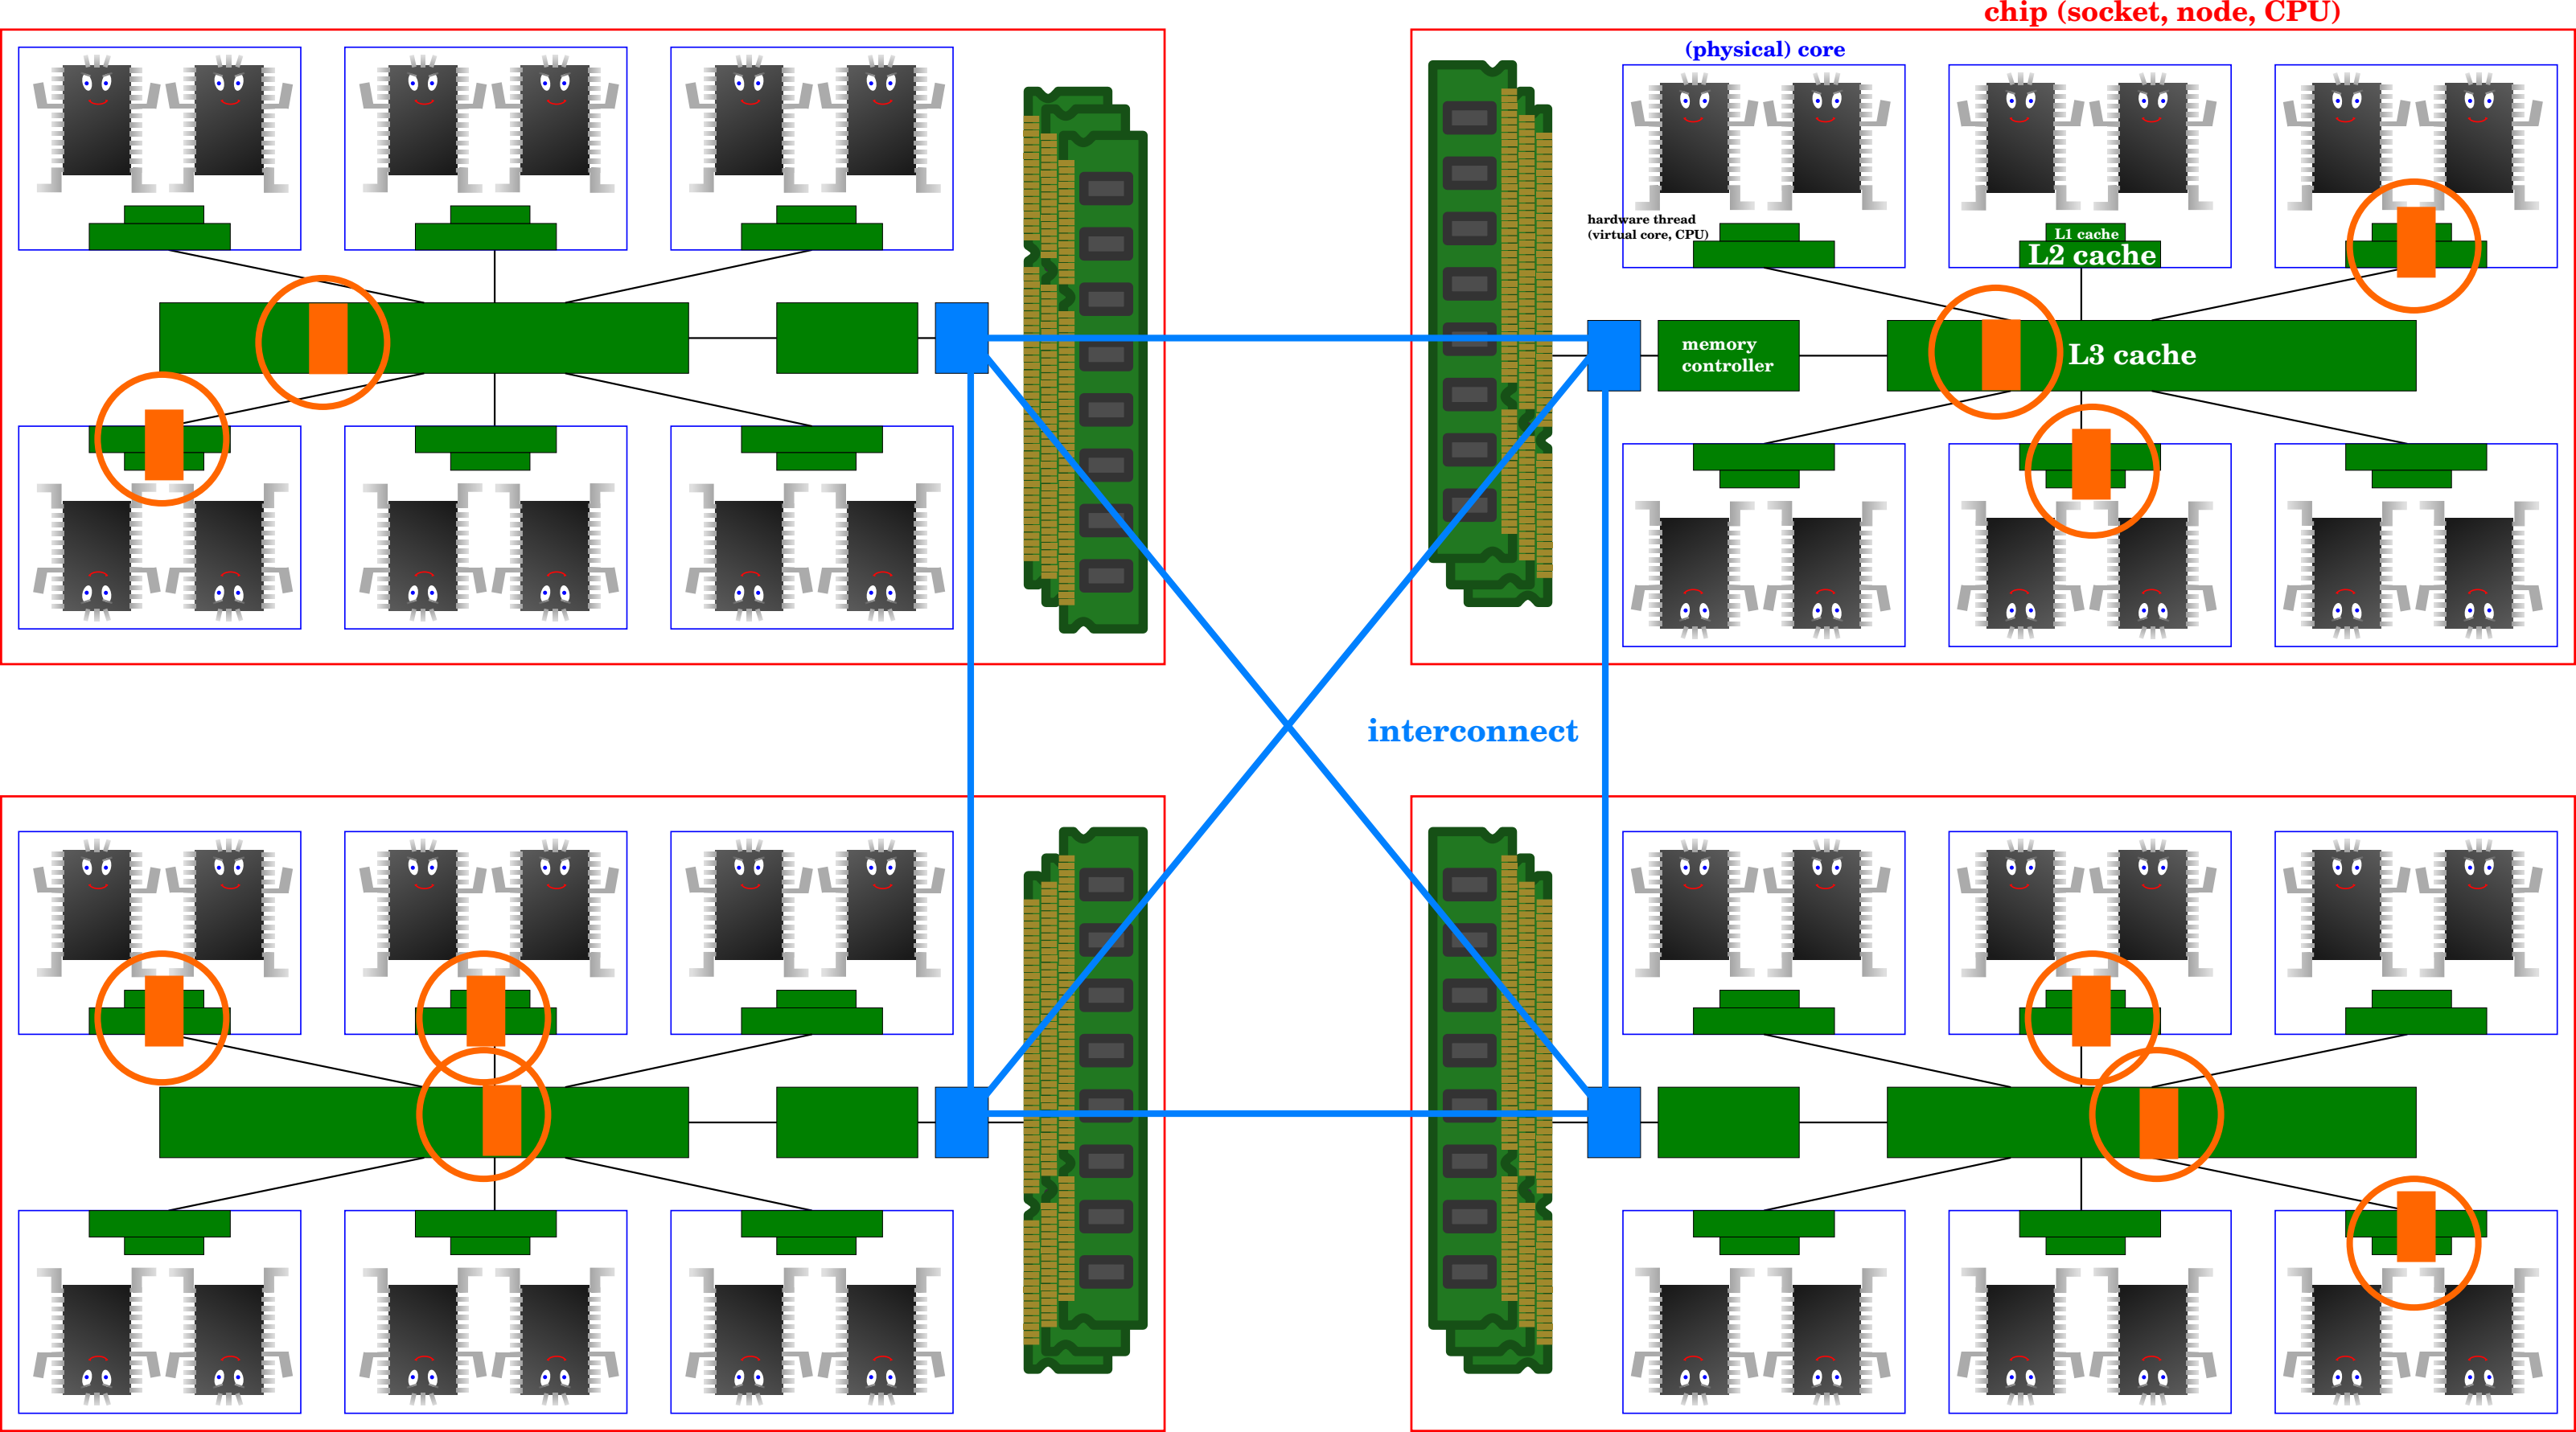 chip (socket, node, CPU)
(physical) core
hardware thread
(virtual core, CPU)
L1 cache
L2 cache
memory
controller
L3 cache
interconnect